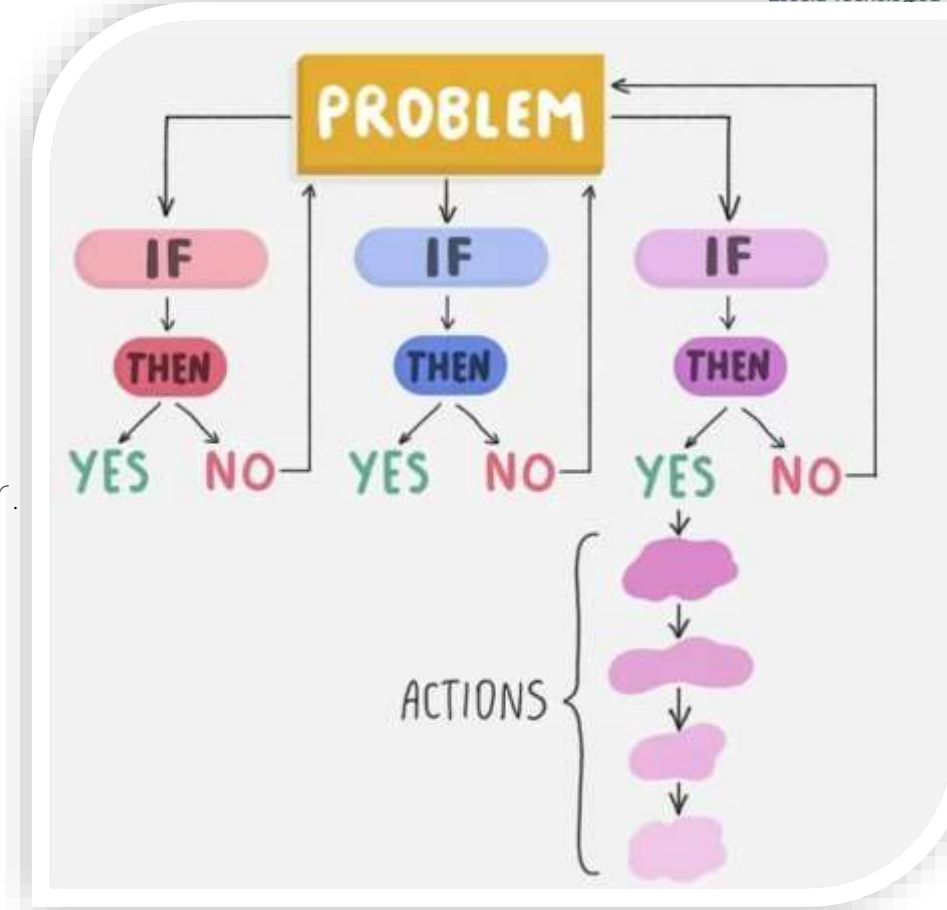 PROBLEM
IF IF IF
THEN THEN THEN
YES NO YES NO YES NO
ACTIONS